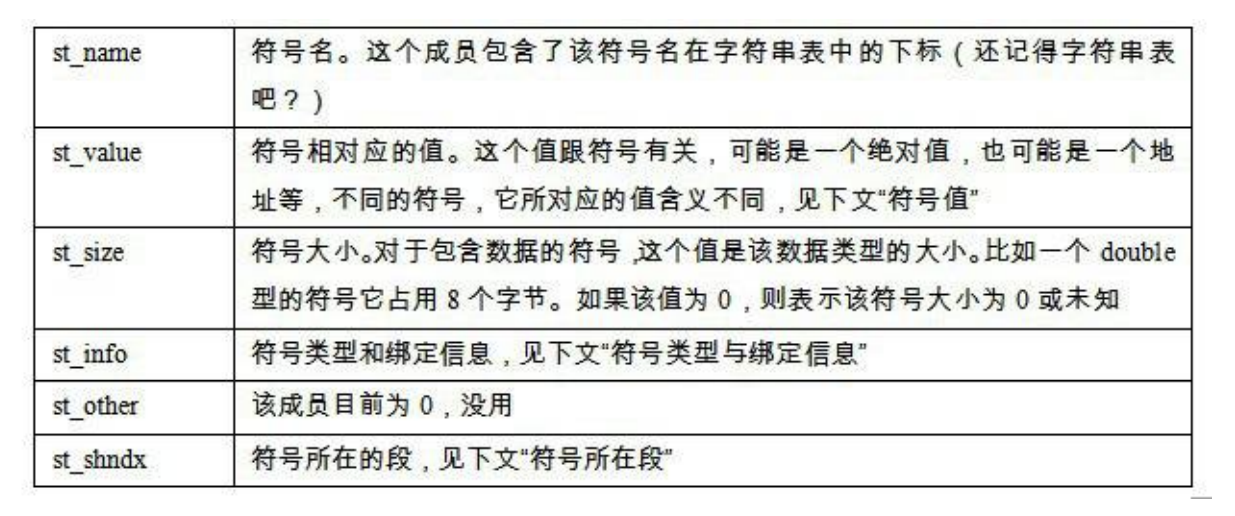 st_name 符号名。这个成员包含了该符号名在字符串表中的下标（还记得字符串表
吧？）
st_value 符号相对应的值。这个值跟符号有关，可能是一个绝对值，也可能是一个地
址等，不同的符号，它所对应的值含义不同，见下文“符号值”
st_size 符号大小。对于包含数据的符号，这个值是该数据类型的大小。比如一个 double
型的符号它占用 8 个字节。如果该值为 0，则表示该符号大小为 0 或未知
st_info 符号类型和绑定信息，见下文“符号类型与绑定信息”
st_other 该成员目前为 0，没用
st_shndx 符号所在的段，见下文“符号所在段”